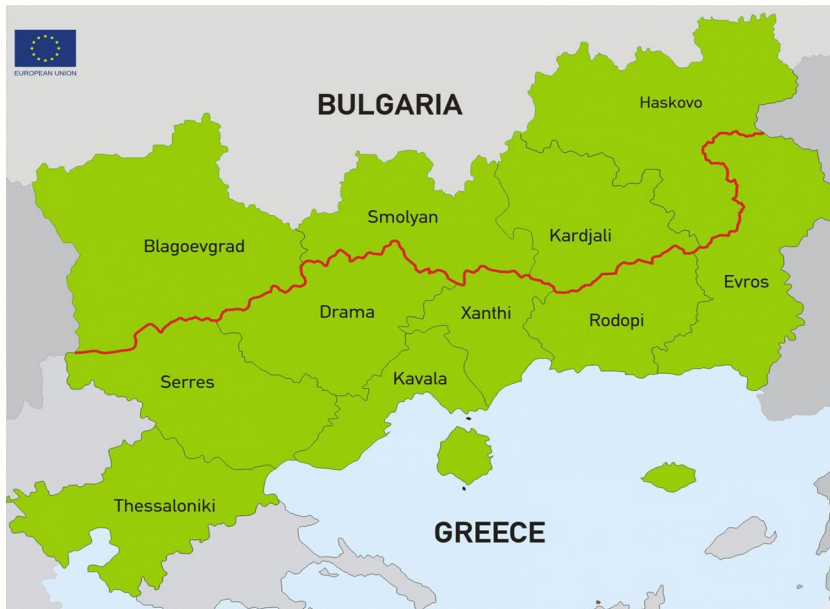 EUROPEAN UNION
BULGARIA
Haskovo
Smolyan
Blagoevgrad
Kardjali
Evros
Drama
Xanthi
Rodopi
Serres
Kavala
Thessaloniki
GREECE